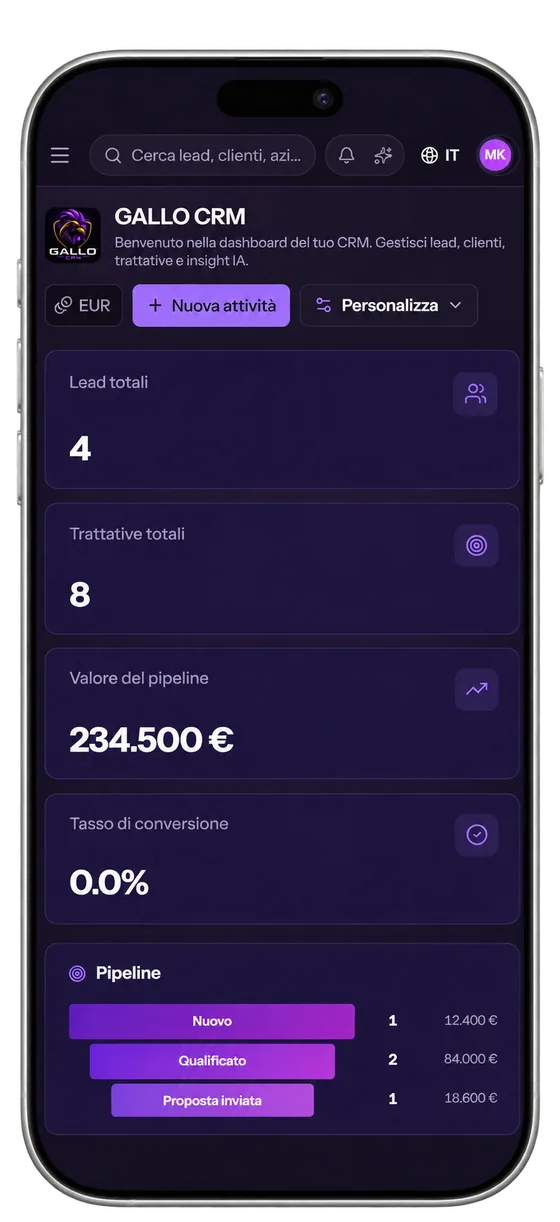 Cerca lead, clienti, azi...
IT
MK
GALLO
CRM
GALLO CRM
Benvenuto nella dashboard del tuo CRM. Gestisci lead, clienti,
trattative e insight IA.
EUR
+ Nuova attività
Personalizza
Lead totali
4
Trattative totali
8
Valore del pipeline
234.500 €
Tasso di conversione
0.0%
Pipeline
Nuovo 1 12.400 €
Qualificato 2 84.000 €
Proposta inviata 1 18.600 €